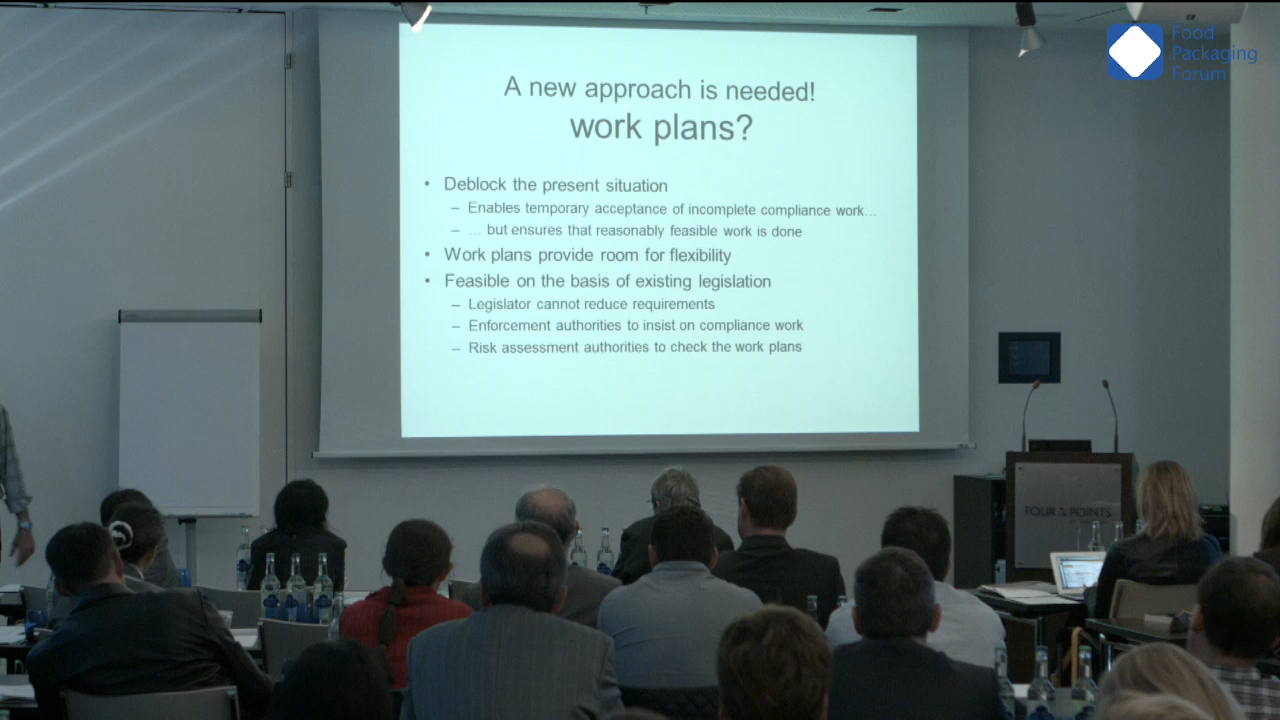 Food
Packaging
Forum
A new approach is needed!
work plans?
• Deblock the present situation
– Enables temporary acceptance of incomplete compliance work…
– … but ensures that reasonably feasible work is done
• Work plans provide room for flexibility
• Feasible on the basis of existing legislation
– Legislator cannot reduce requirements
– Enforcement authorities to insist on compliance work
– Risk assessment authorities to check the work plans
FOUR POINTS